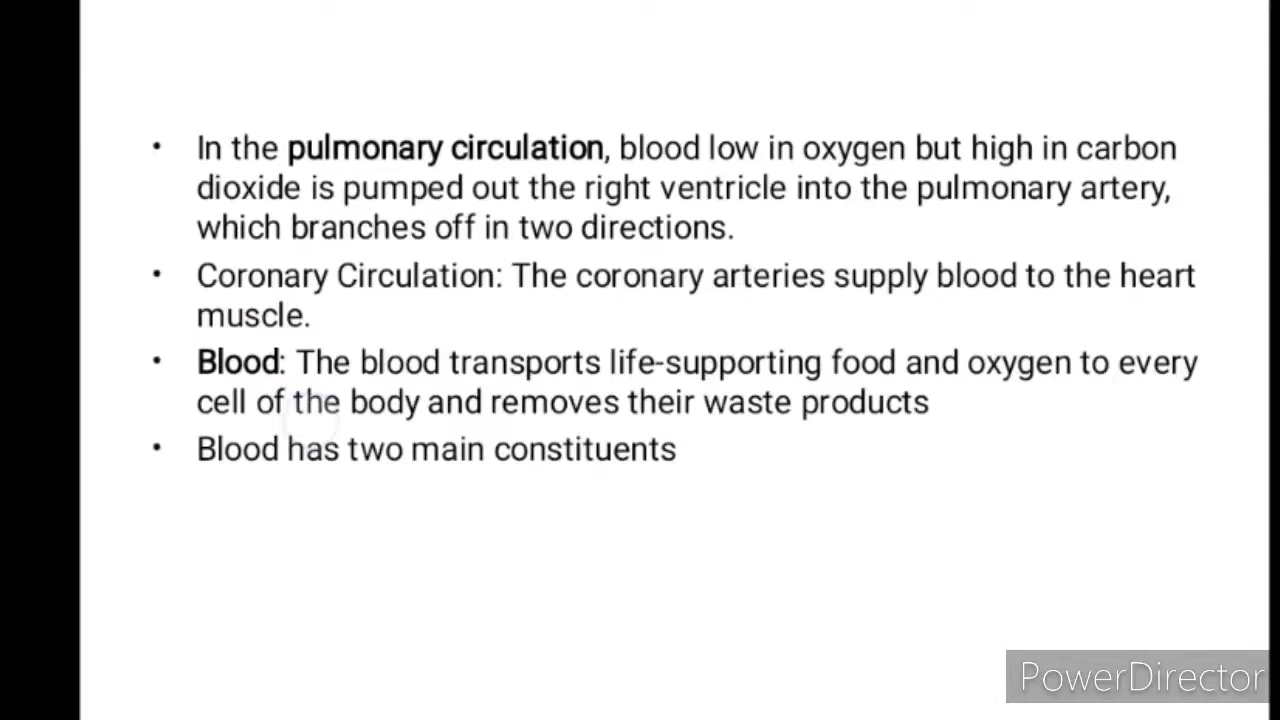 • In the pulmonary circulation, blood low in oxygen but high in carbon
dioxide is pumped out the right ventricle into the pulmonary artery,
which branches off in two directions.
• Coronary Circulation: The coronary arteries supply blood to the heart
muscle.
• Blood: The blood transports life-supporting food and oxygen to every
cell of the body and removes their waste products
• Blood has two main constituents
PowerDirector